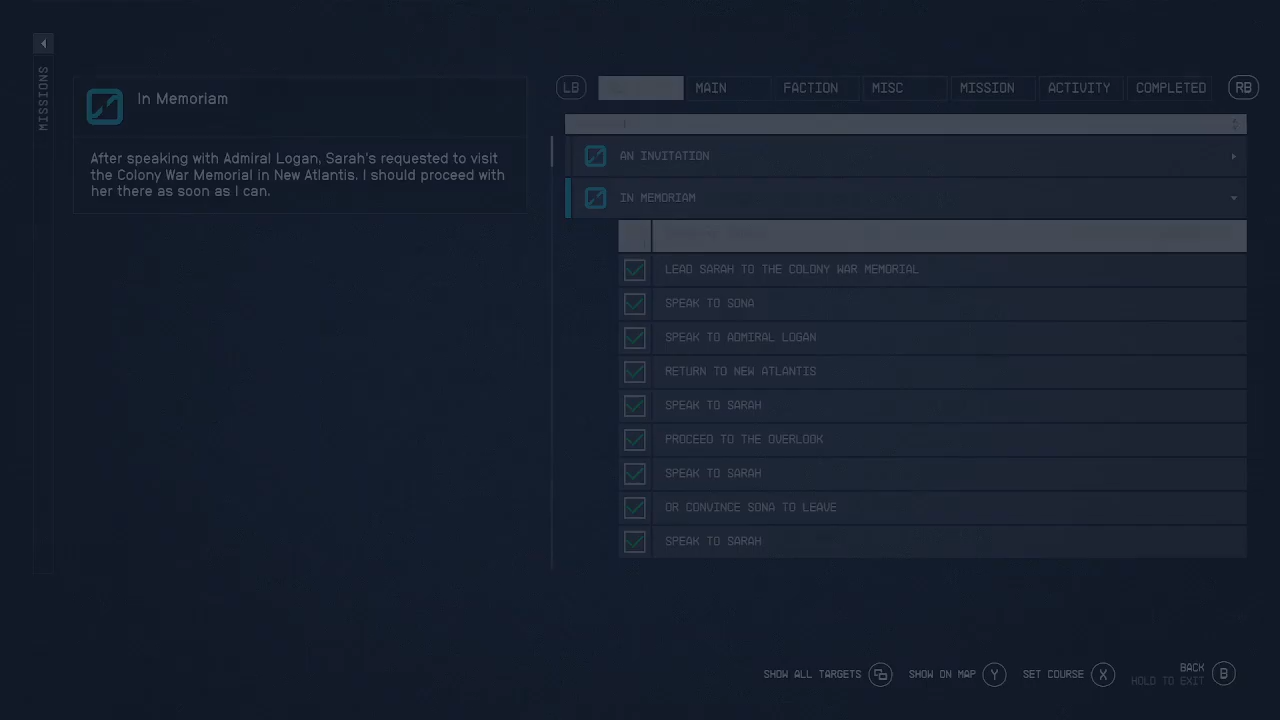 MISSIONS
In Memoriam
After speaking with Admiral Logan, Sarah's requested to visit
the Colony War Memorial in New Atlantis. I should proceed with
her there as soon as I can.
LB
MAIN
FACTION
MISC
MISSION
ACTIVITY
COMPLETED
RB
AN INVITATION
IN MEMORIAM
LEAD SARAH TO THE COLONY WAR MEMORIAL
SPEAK TO SONA
SPEAK TO ADMIRAL LOGAN
RETURN TO NEW ATLANTIS
SPEAK TO SARAH
PROCEED TO THE OVERLOOK
SPEAK TO SARAH
OR CONVINCE SONA TO LEAVE
SPEAK TO SARAH
SHOW ALL TARGETS
SHOW ON MAP Y
SET COURSE X
BACK B
HOLD TO EXIT